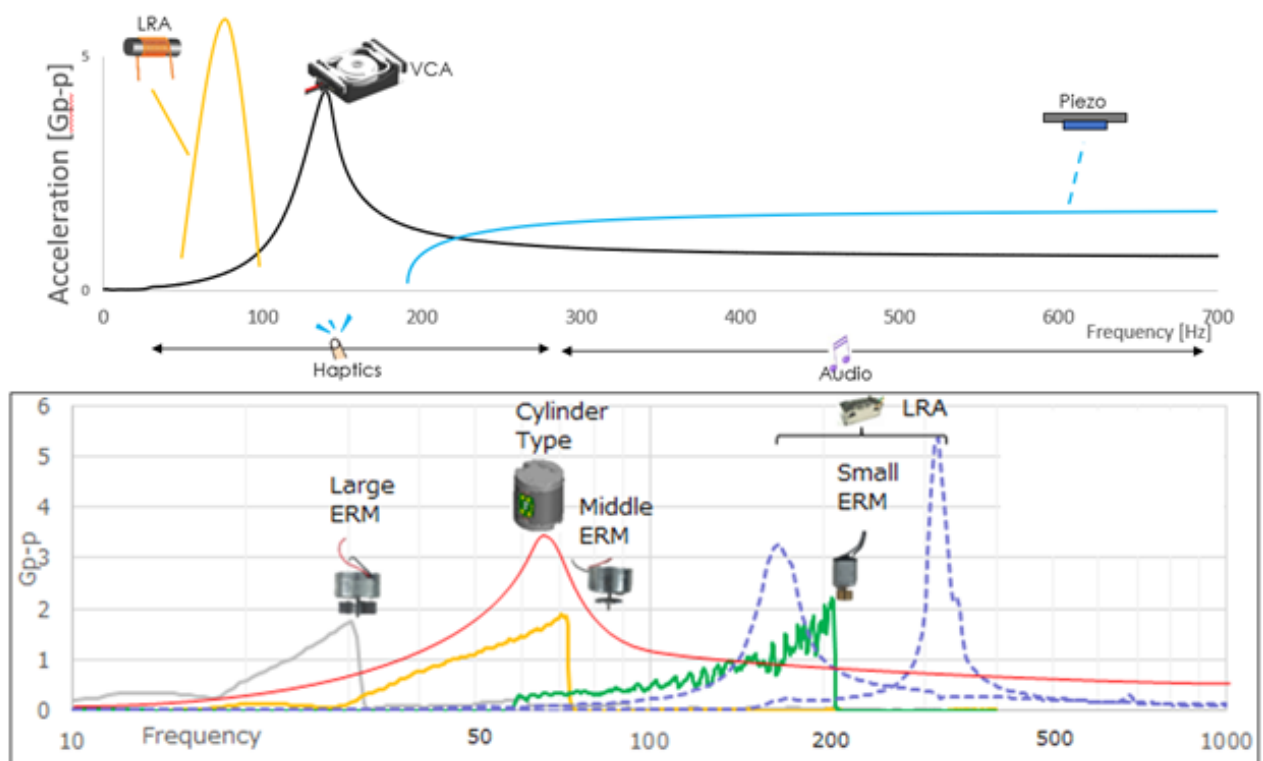 LRA
VCA
Piezo
Acceleration [Gp-p]
5
0
0 100 200 300 400 500 600 700
Frequency [Hz]
Haptics
Audio
6
5
4
3
2
1
0
Gp-p
Large
ERM
Cylinder
Type
Middle
ERM
LRA
Small
ERM
10 Frequency 50 100 200 500 1000